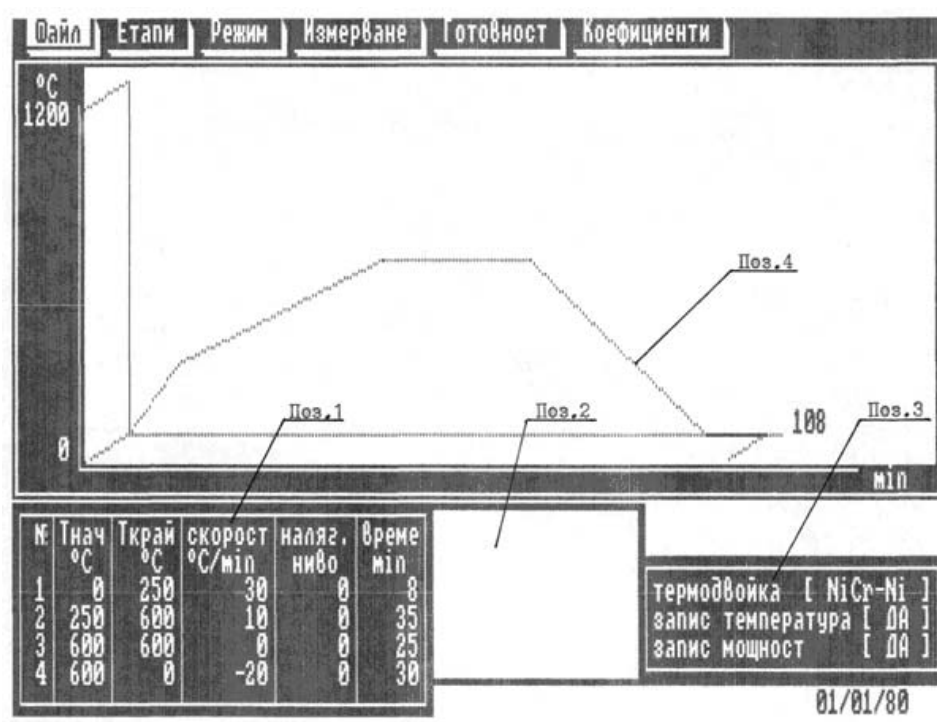 Файл Етапи Режим Измерване Готовност Коефициенти
°C
1200
Поз.4
Поз.1 Поз.2 Поз.3
108
0
min
№ Tнач Tкрай скорост наляг. време
°C °C °C/min ниво min
1 0 250 30 0 8
2 250 600 10 0 35
3 600 600 0 0 25
4 600 0 -20 0 30
термодвойка [ NiCr-Ni ]
запис температура [ ДА ]
запис мощност [ ДА ]
01/01/80